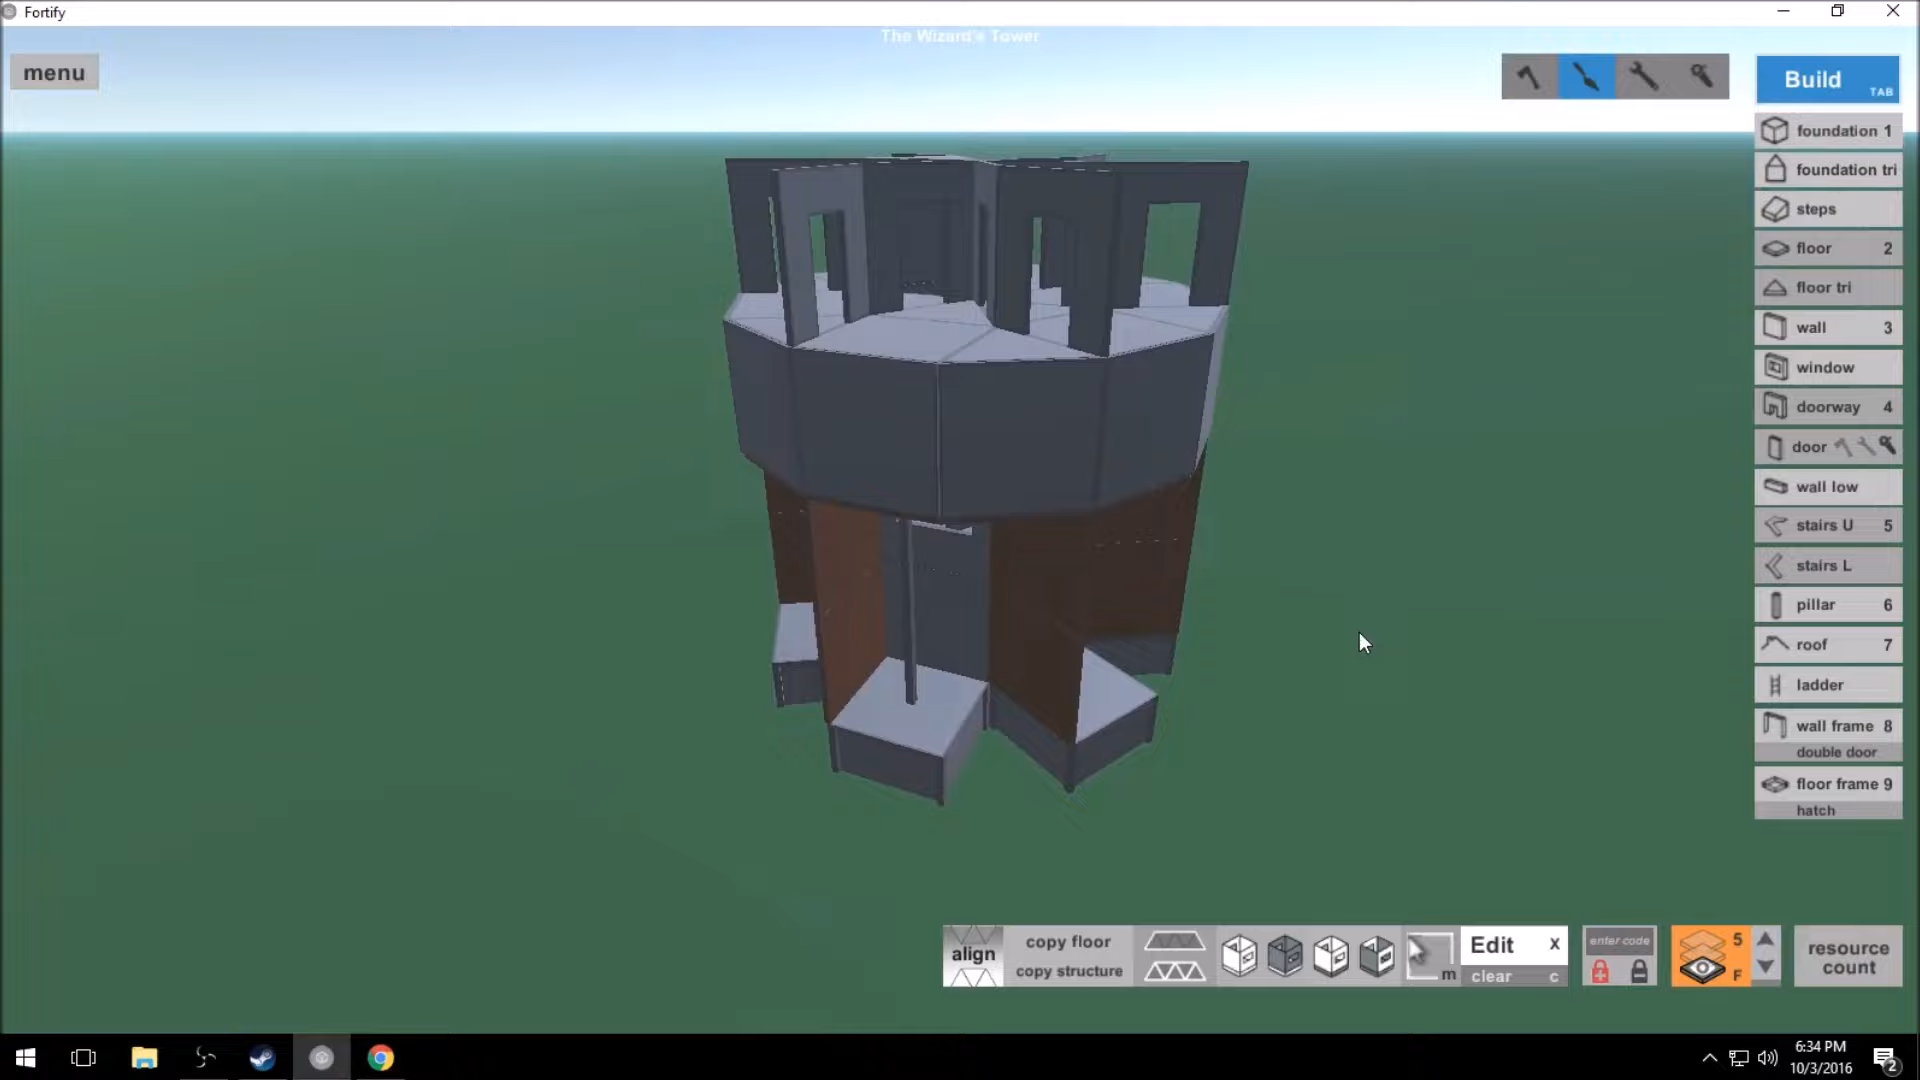 Fortify
The Wizard's Tower
menu
Build
TAB
foundation 1
foundation tri
steps
floor 2
floor tri
wall 3
window
doorway 4
door
wall low
stairs U 5
stairs L
pillar 6
roof 7
ladder
wall frame 8
double door
floor frame 9
hatch
align
copy floor
copy structure
m
Edit x
clear c
enter code
5
F
resource
count
6:34 PM
10/3/2016
2